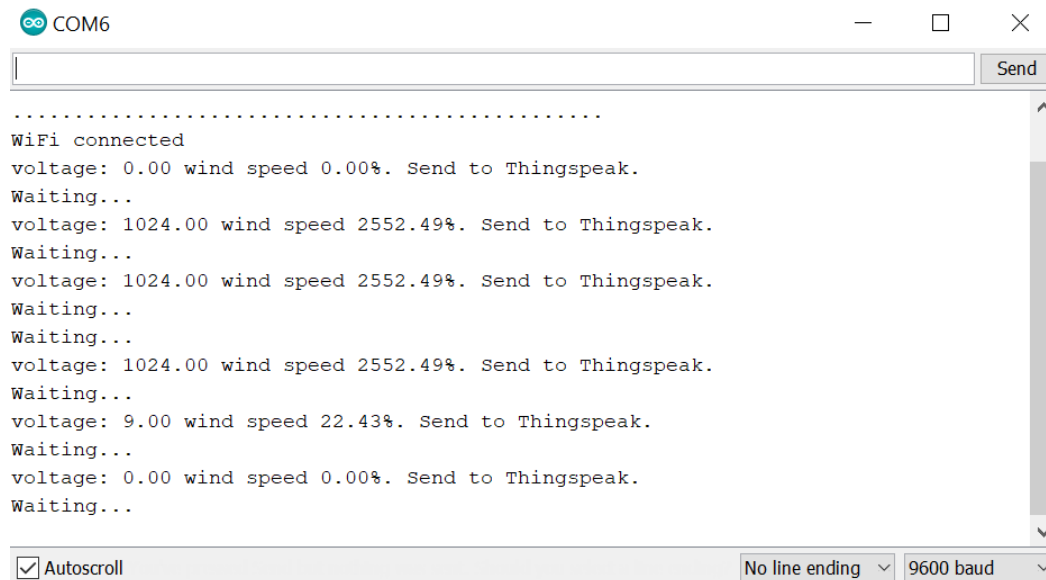 COM6
Send
................................................
WiFi connected
voltage: 0.00 wind speed 0.00%. Send to Thingspeak.
Waiting...
voltage: 1024.00 wind speed 2552.49%. Send to Thingspeak.
Waiting...
voltage: 1024.00 wind speed 2552.49%. Send to Thingspeak.
Waiting...
Waiting...
voltage: 1024.00 wind speed 2552.49%. Send to Thingspeak.
Waiting...
voltage: 9.00 wind speed 22.43%. Send to Thingspeak.
Waiting...
voltage: 0.00 wind speed 0.00%. Send to Thingspeak.
Waiting...
Autoscroll No line ending 9600 baud